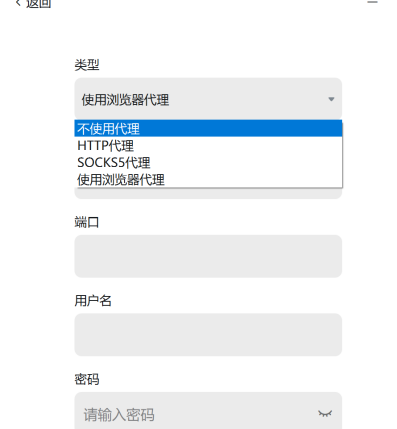 返回
类型
使用浏览器代理
不使用代理
HTTP代理
SOCKS5代理
使用浏览器代理
端口
用户名
密码
请输入密码